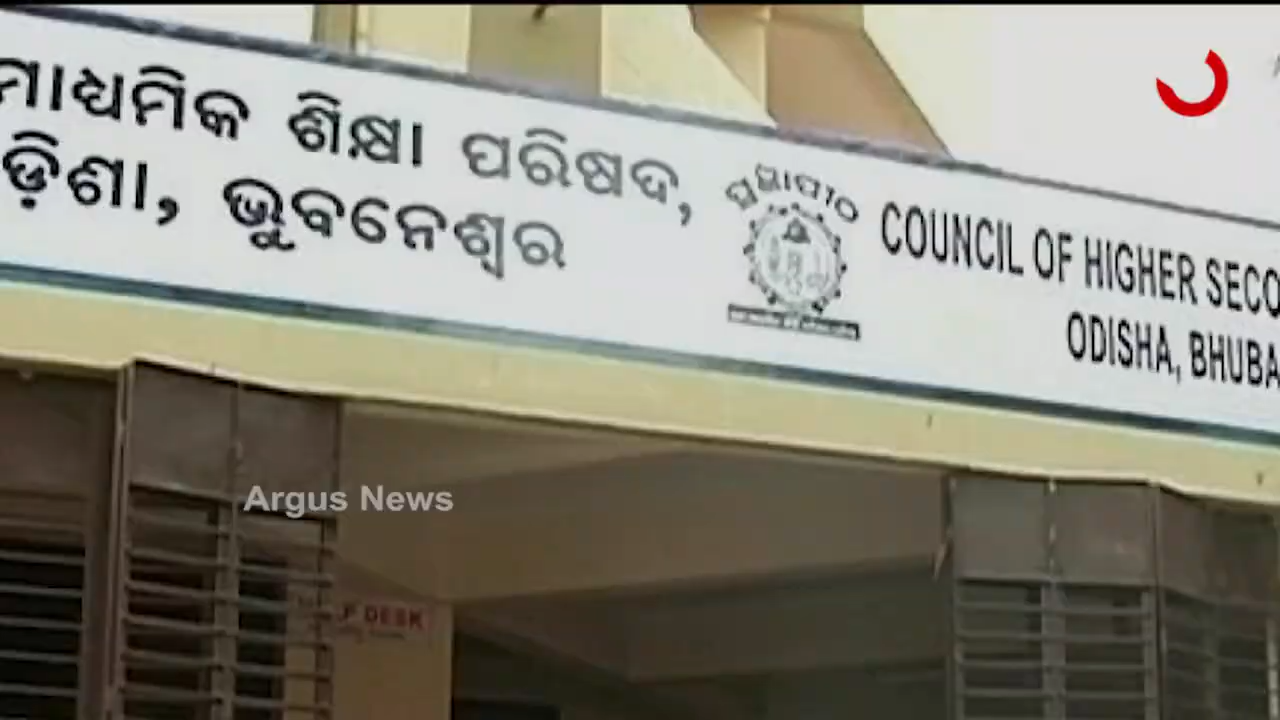 ମାଧ୍ୟମିକ ଶିକ୍ଷା ପରିଷଦ,
ଡ଼ିଶା, ଭୁବନେଶ୍ୱର
COUNCIL OF HIGHER SECO
ODISHA, BHUBA
Argus News
DESK